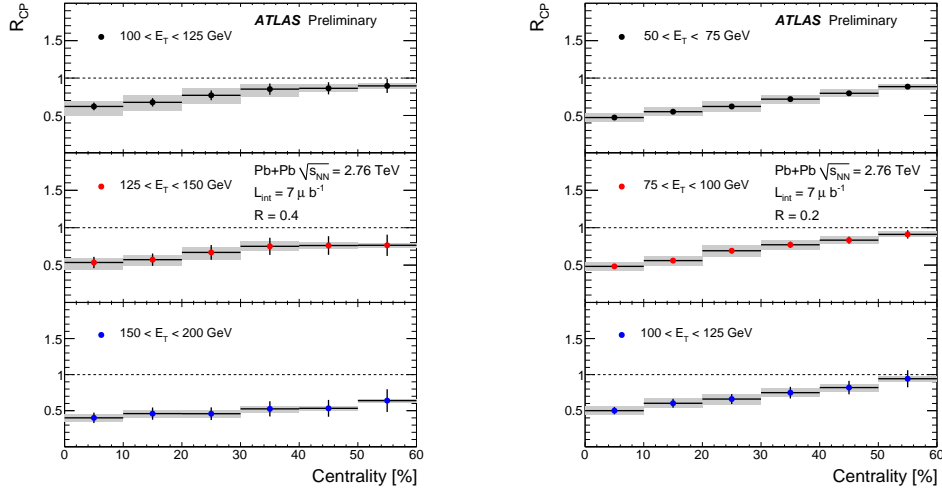 R_CP
ATLAS Preliminary
100 < E_T < 125 GeV
1.5
1
0.5
125 < E_T < 150 GeV
Pb+Pb √s_NN = 2.76 TeV
L_int = 7 μ b⁻¹
R = 0.4
1.5
1
0.5
150 < E_T < 200 GeV
1.5
1
0.5
0 10 20 30 40 50 60
Centrality [%]
R_CP
ATLAS Preliminary
50 < E_T < 75 GeV
1.5
1
0.5
75 < E_T < 100 GeV
Pb+Pb √s_NN = 2.76 TeV
L_int = 7 μ b⁻¹
R = 0.2
1.5
1
0.5
100 < E_T < 125 GeV
1.5
1
0.5
0 10 20 30 40 50 60
Centrality [%]